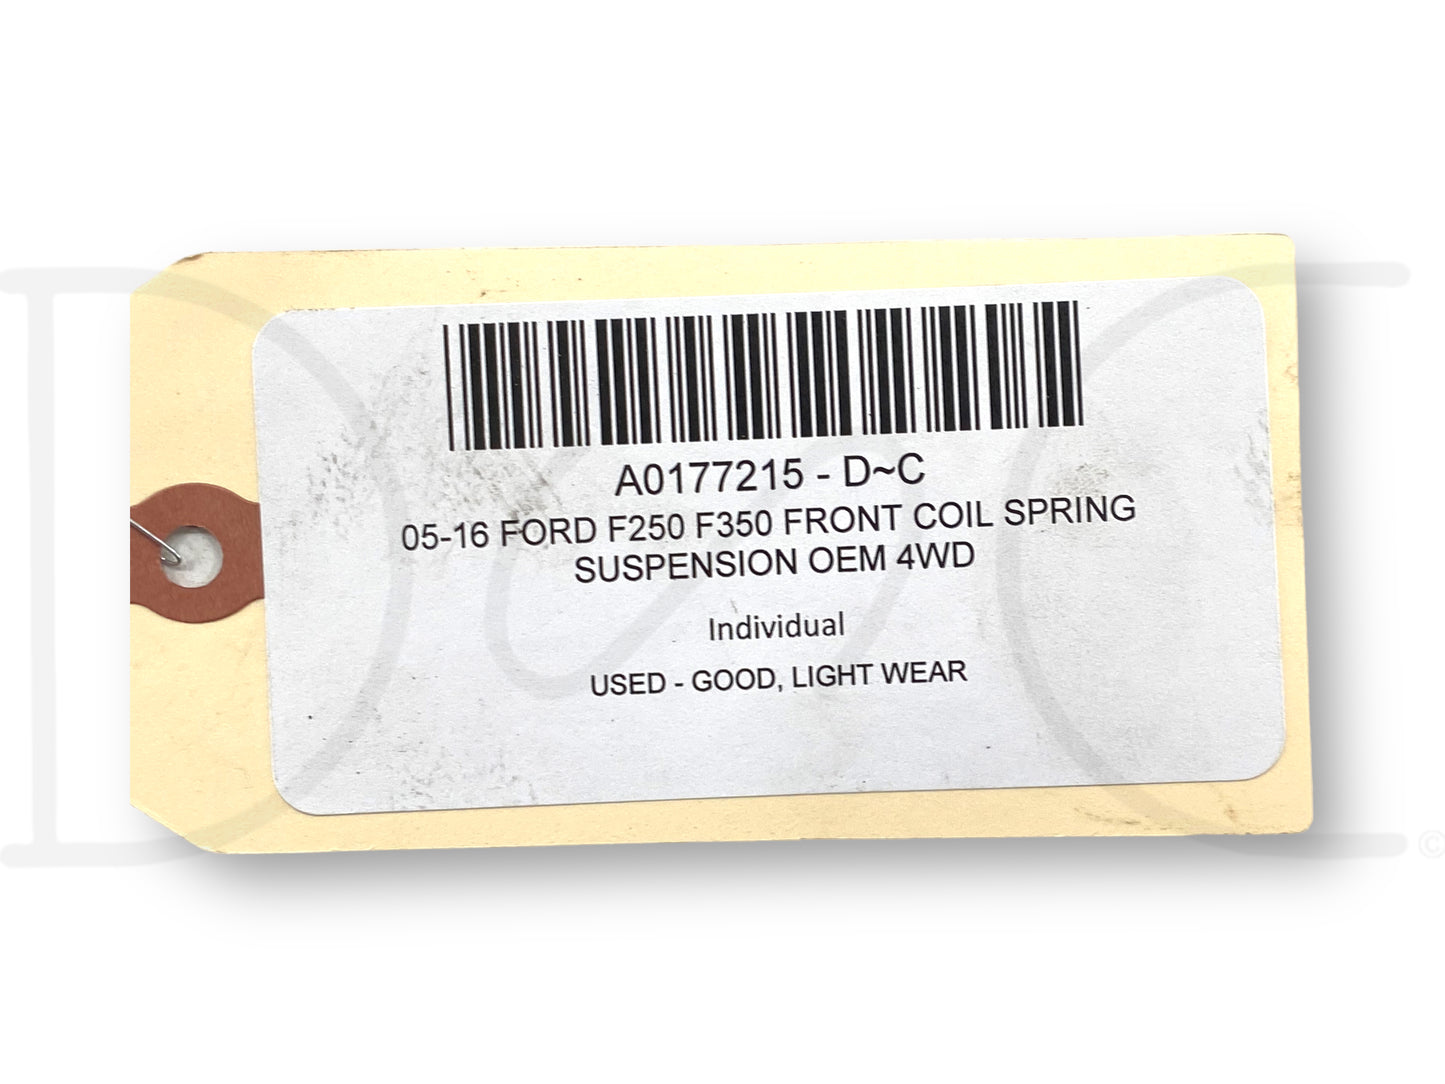 A0177215 - D~C
05-16 FORD F250 F350 FRONT COIL SPRING
SUSPENSION OEM 4WD
Individual
USED - GOOD, LIGHT WEAR
D C ©